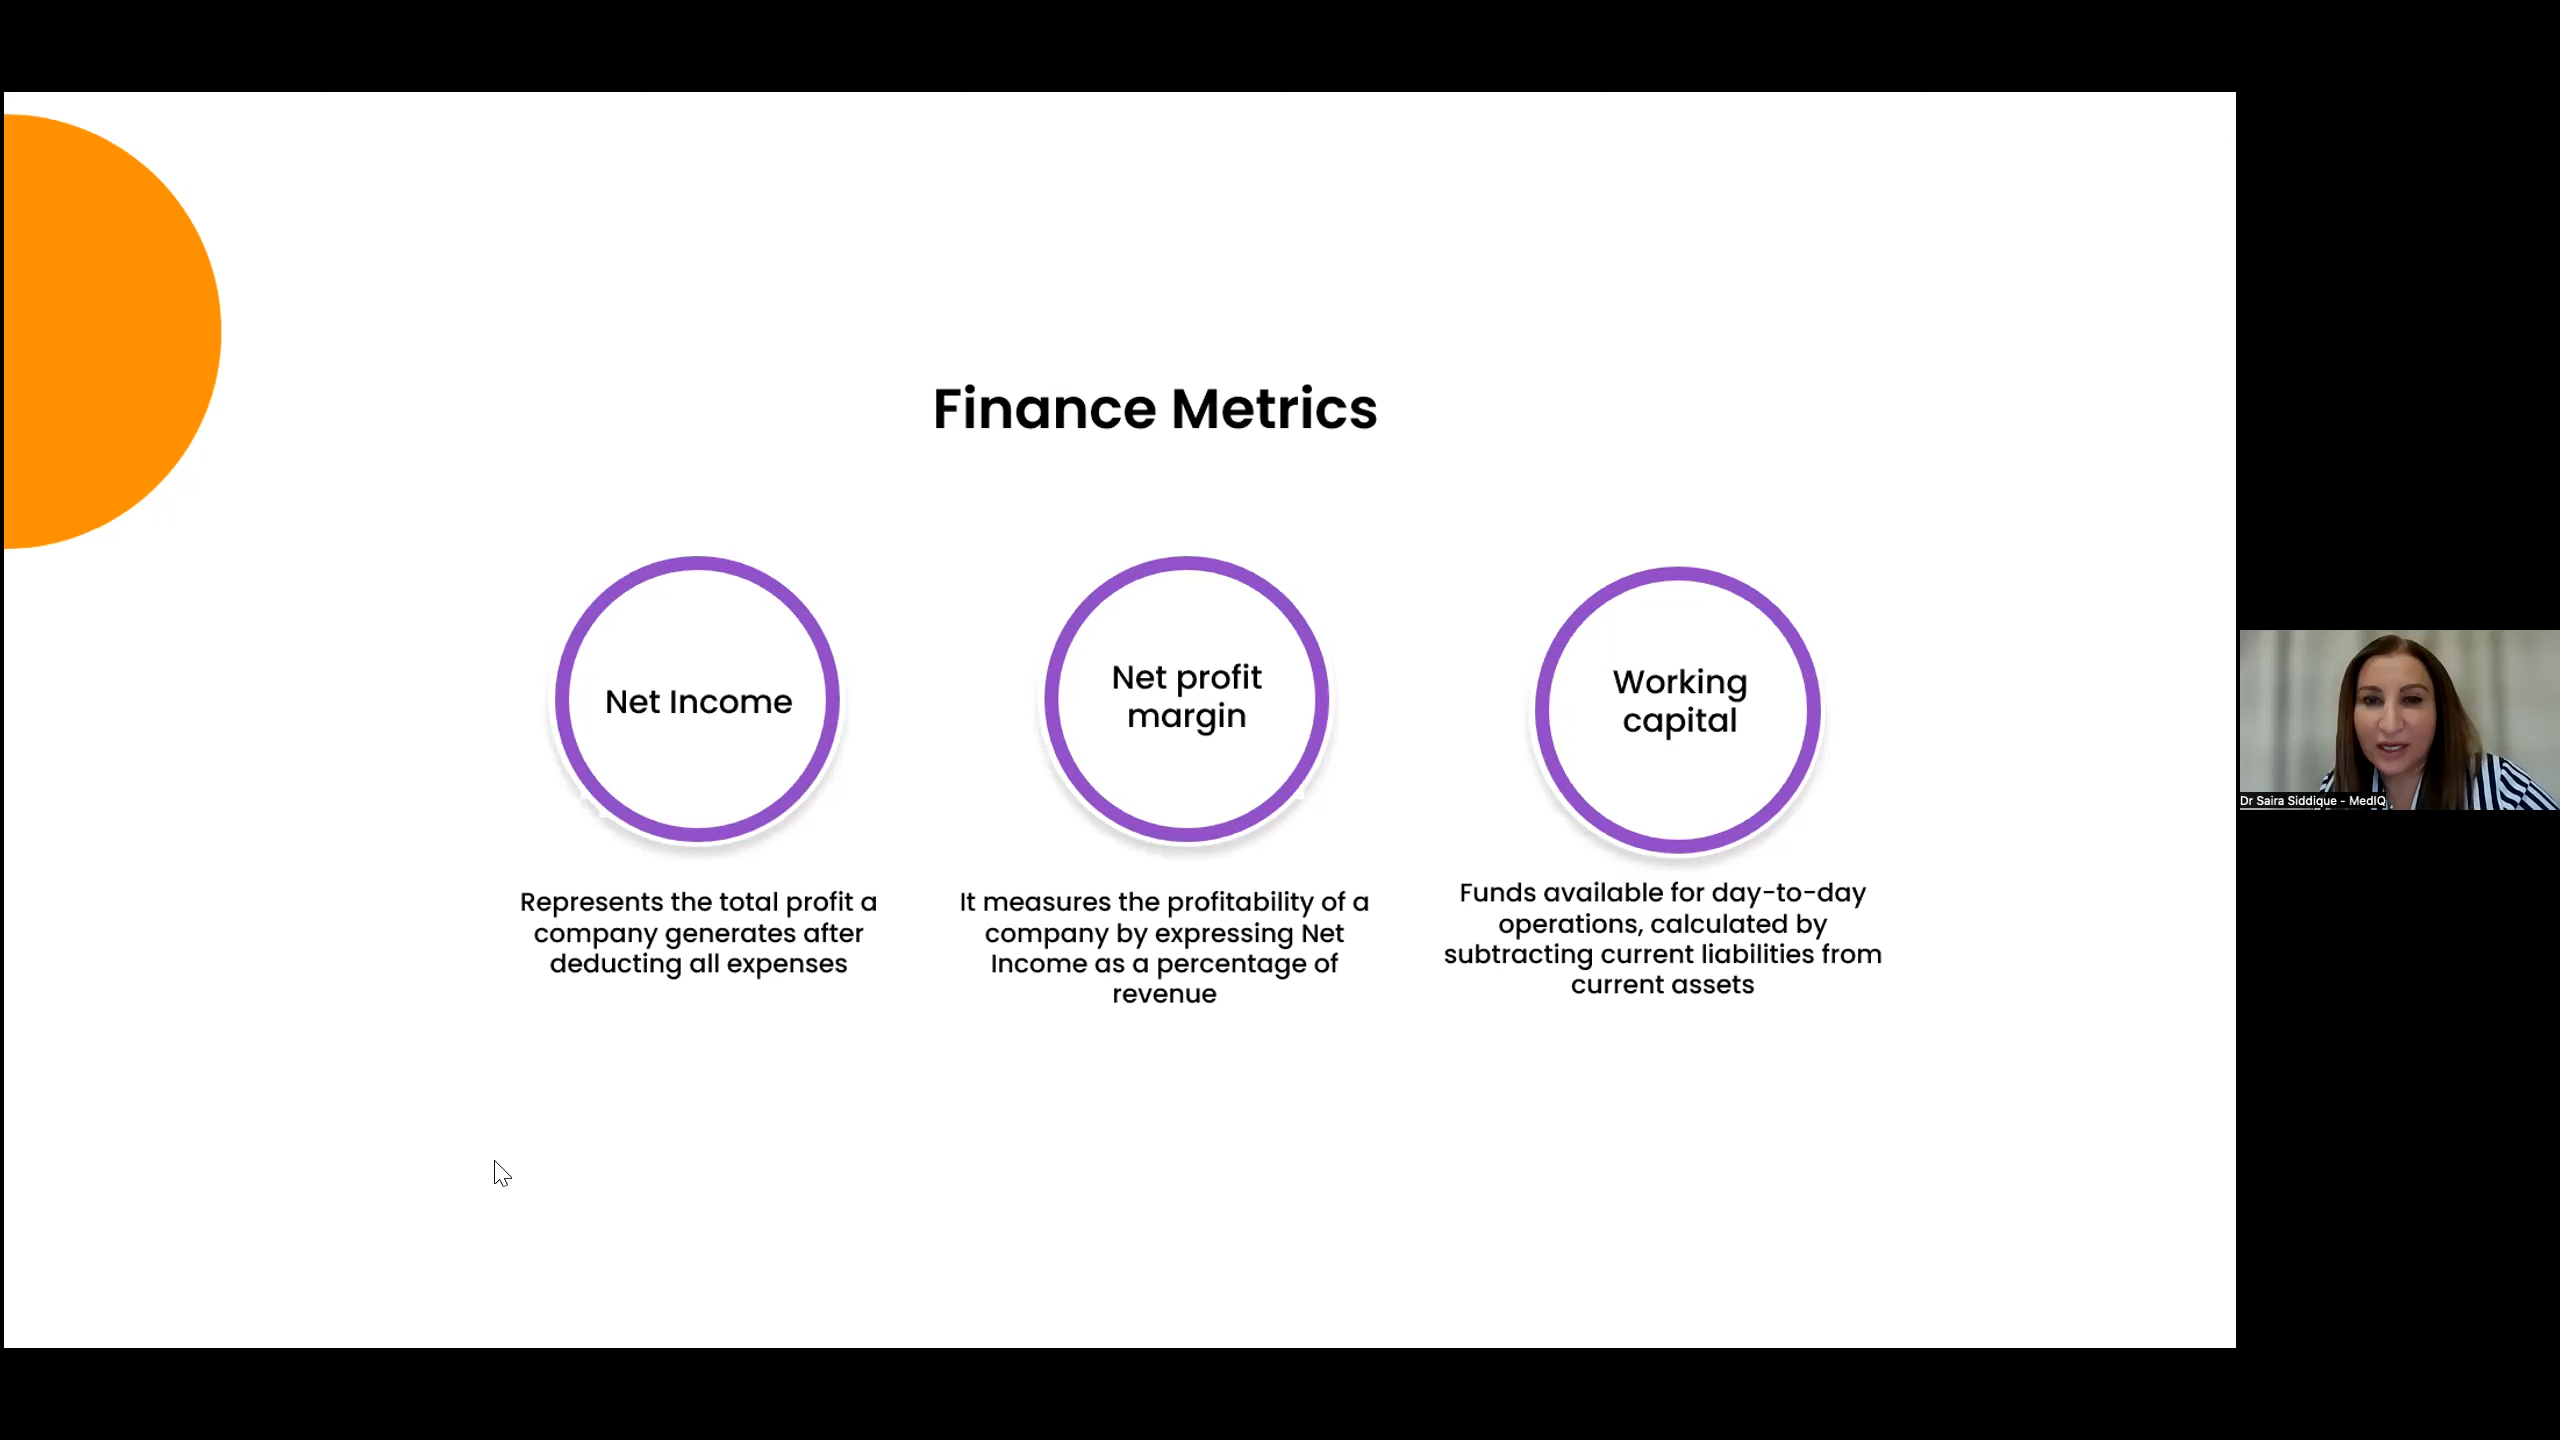 Finance Metrics
Net Income
Net profit
margin
Working
capital
Represents the total profit a
company generates after
deducting all expenses
It measures the profitability of a
company by expressing Net
Income as a percentage of
revenue
Funds available for day-to-day
operations, calculated by
subtracting current liabilities from
current assets
Dr Saira Siddique - MedIQ